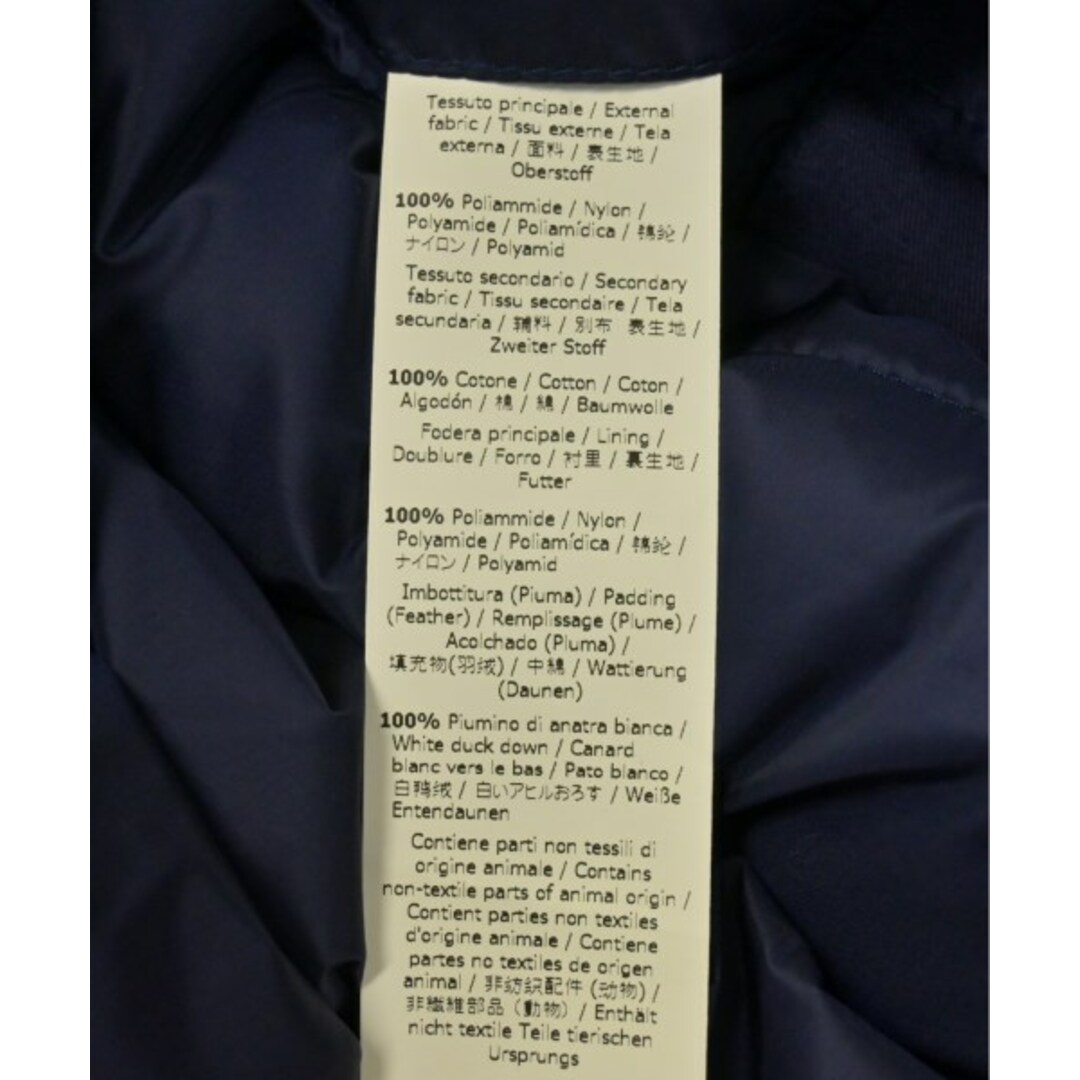 Tessuto principale / External
fabric / Tissu externe / Tela
externa / 面料 / 表生地 /
Oberstoff
100% Poliammide / Nylon /
Polyamide / Poliamídica / 锦纶 /
ナイロン / Polyamid
Tessuto secondario / Secondary
fabric / Tissu secondaire / Tela
secundaria / 辅料 / 別布 表生地 /
Zweiter Stoff
100% Cotone / Cotton / Coton /
Algodón / 棉 / 綿 / Baumwolle
Fodera principale / Lining /
Doublure / Forro / 衬里 / 裏生地 /
Futter
100% Poliammide / Nylon /
Polyamide / Poliamídica / 锦纶 /
ナイロン / Polyamid
Imbottitura (Piuma) / Padding
(Feather) / Remplissage (Plume) /
Acolchado (Pluma) /
填充物(羽绒) / 中綿 / Wattierung
(Daunen)
100% Piumino di anatra bianca /
White duck down / Canard
blanc vers le bas / Pato blanco /
白鸭绒 / 白いアヒルおろす / Weiße
Entendaunen
Contiene parti non tessili di
origine animale / Contains
non-textile parts of animal origin /
Contient parties non textiles
d'origine animale / Contiene
partes no textiles de origen
animal / 非纺织配件 (动物) /
非繊維部品（動物） / Enthält
nicht textile Teile tierischen
Ursprungs